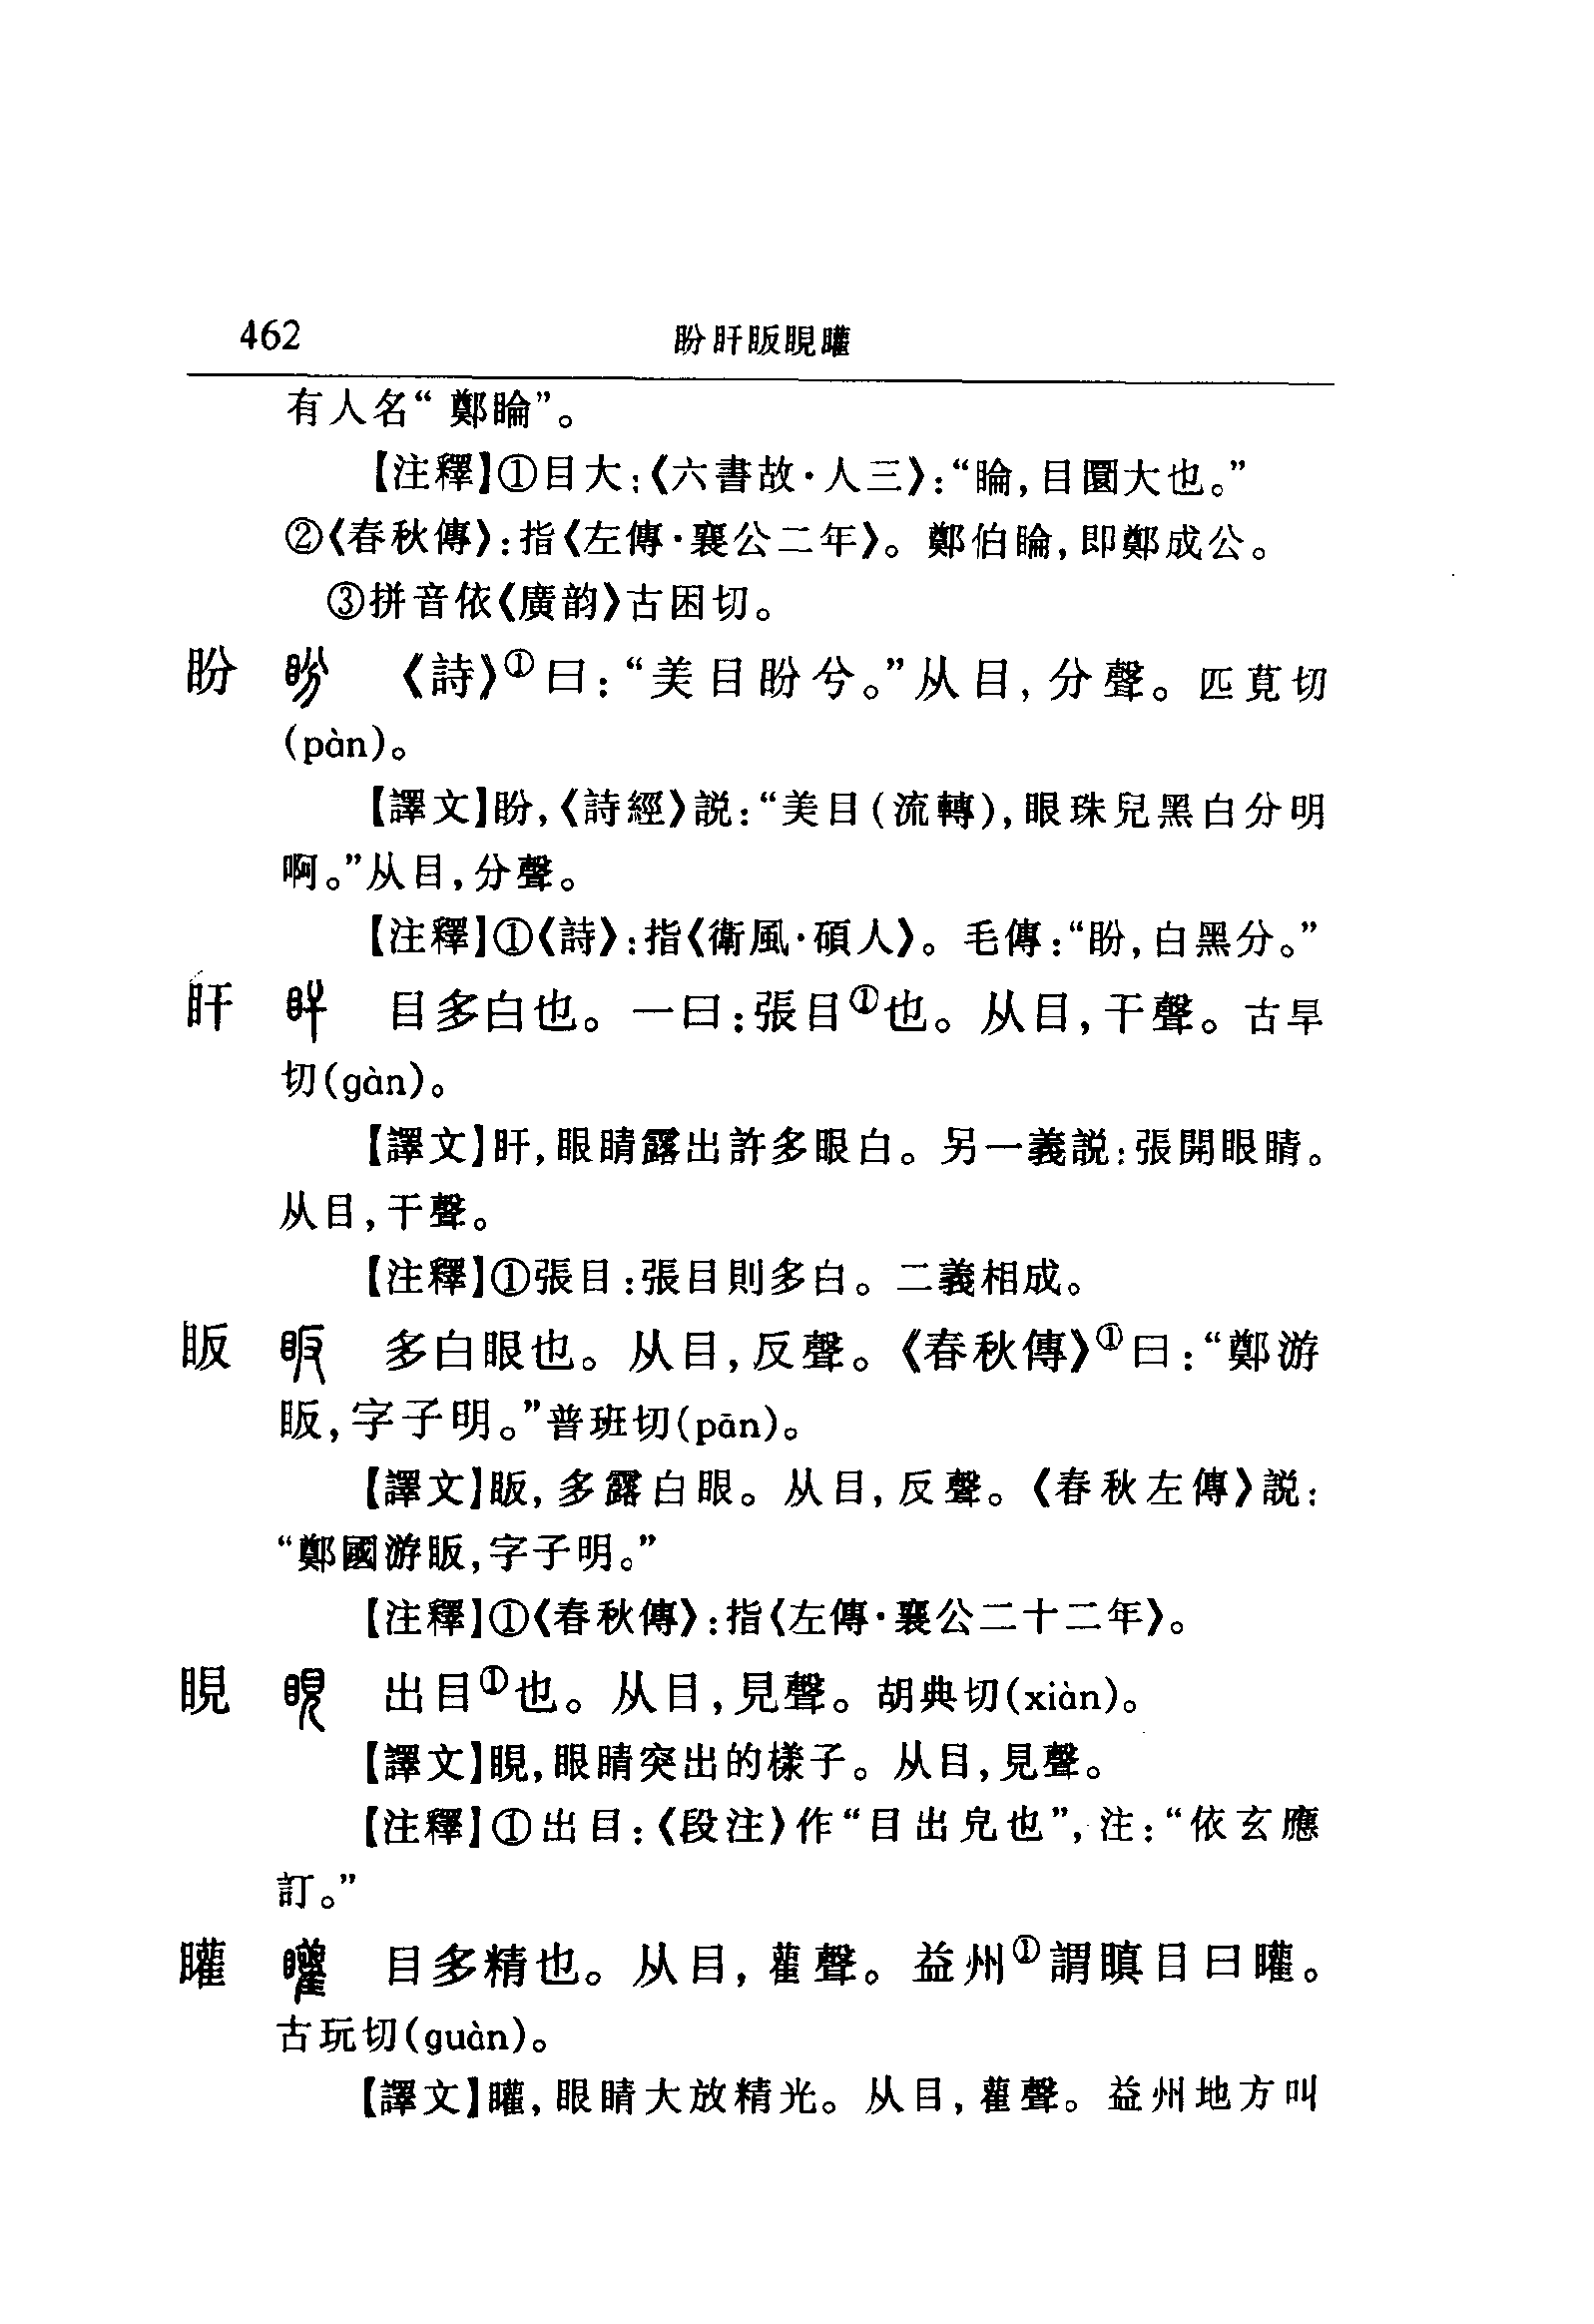 462
盼盰眅睍矔
有人名“鄭睔”。
【注釋】①目大：《六書故·人三》：“睔，目圜大也。”
②《春秋傳》：指《左傳·襄公二年》。鄭伯睔，即鄭成公。
③拼音依《廣韵》古困切。
盼 《詩》①曰：“美目盼兮。”从目，分聲。匹莧切
(pàn)。
【譯文】盼，《詩經》説：“美目(流轉)，眼珠兒黑白分明
啊。”从目，分聲。
【注釋】①《詩》：指《衛風·碩人》。毛傳：“盼，白黑分。”
盰 目多白也。一曰：張目①也。从目，干聲。古旱
切(gàn)。
【譯文】盰，眼睛露出許多眼白。另一義説：張開眼睛。
从目，干聲。
【注釋】①張目：張目則多白。二義相成。
眅 多白眼也。从目，反聲。《春秋傳》①曰：“鄭游
眅，字子明。”普班切(pān)。
【譯文】眅，多露白眼。从目，反聲。《春秋左傳》説：
“鄭國游眅，字子明。”
【注釋】①《春秋傳》：指《左傳·襄公二十二年》。
睍 出目①也。从目，見聲。胡典切(xiàn)。
【譯文】睍，眼睛突出的樣子。从目，見聲。
【注釋】①出目：《段注》作“目出皃也”，注：“依玄應
訂。”
矔 目多精也。从目，雚聲。益州①謂瞋目曰矔。
古玩切(guàn)。
【譯文】矔，眼睛大放精光。从目，雚聲。益州地方叫